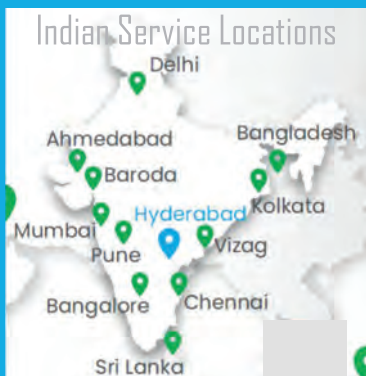 Indian Service Locations
Delhi
Ahmedabad
Bangladesh
Baroda
Hyderabad
Kolkata
Mumbai
Vizag
Pune
Bangalore
Chennai
Sri Lanka